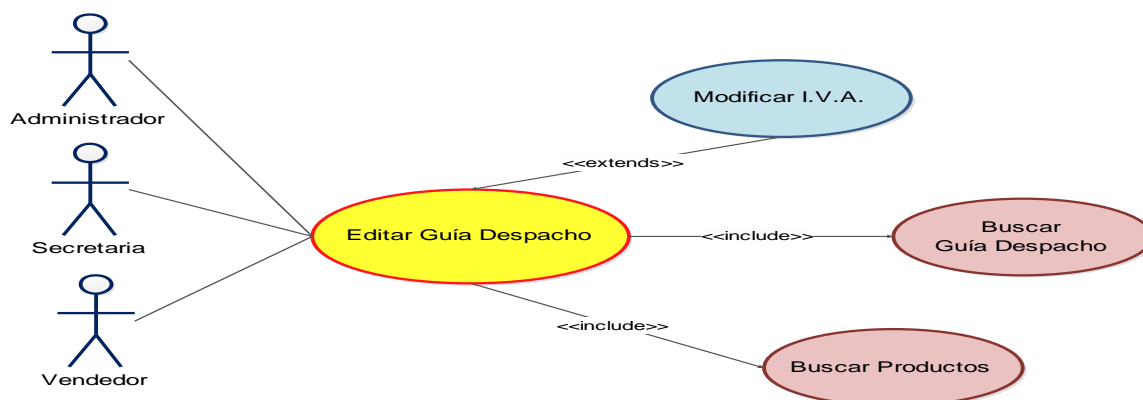 Administrador
Modificar I.V.A.
<<extends>>
Secretaria
Editar Guía Despacho
<<include>>
Buscar
Guía Despacho
<<include>>
Vendedor
Buscar Productos